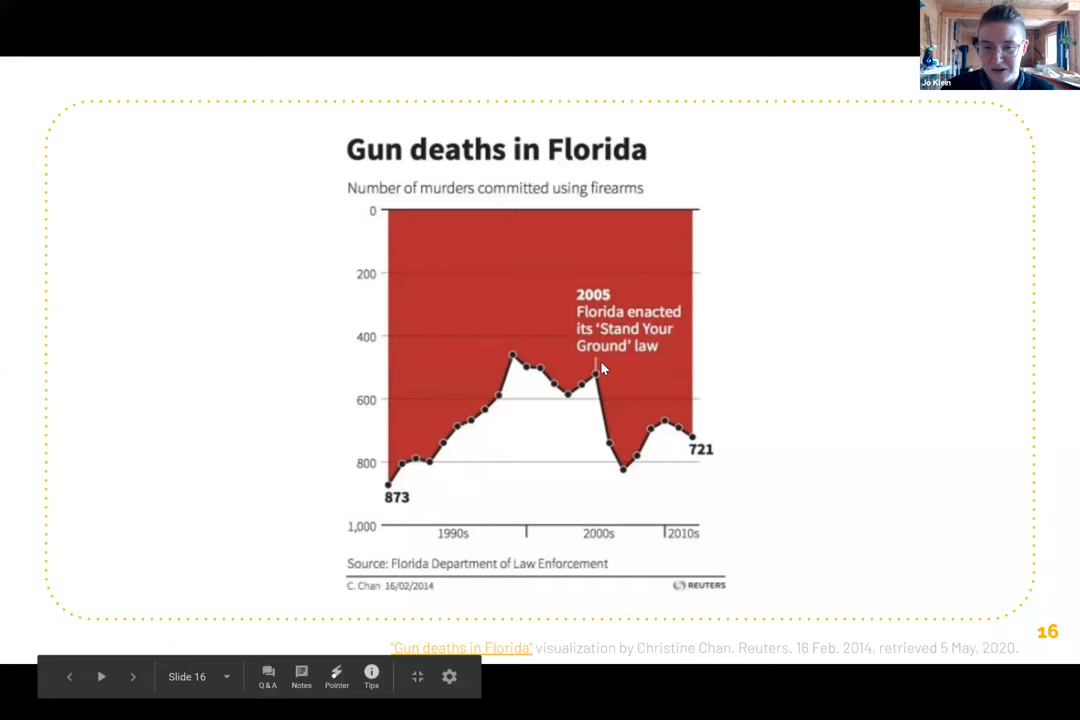 Jo Klein
Gun deaths in Florida
Number of murders committed using firearms
0
200
400
600
800
1,000
2005
Florida enacted
its ‘Stand Your
Ground’ law
873
721
1990s
2000s
2010s
Source: Florida Department of Law Enforcement
C. Chan 16/02/2014
REUTERS
16
"Gun deaths in Florida" visualization by Christine Chan. Reuters. 16 Feb. 2014, retrieved 5 May, 2020.
Slide 16
Q & A
Notes
Pointer
Tips